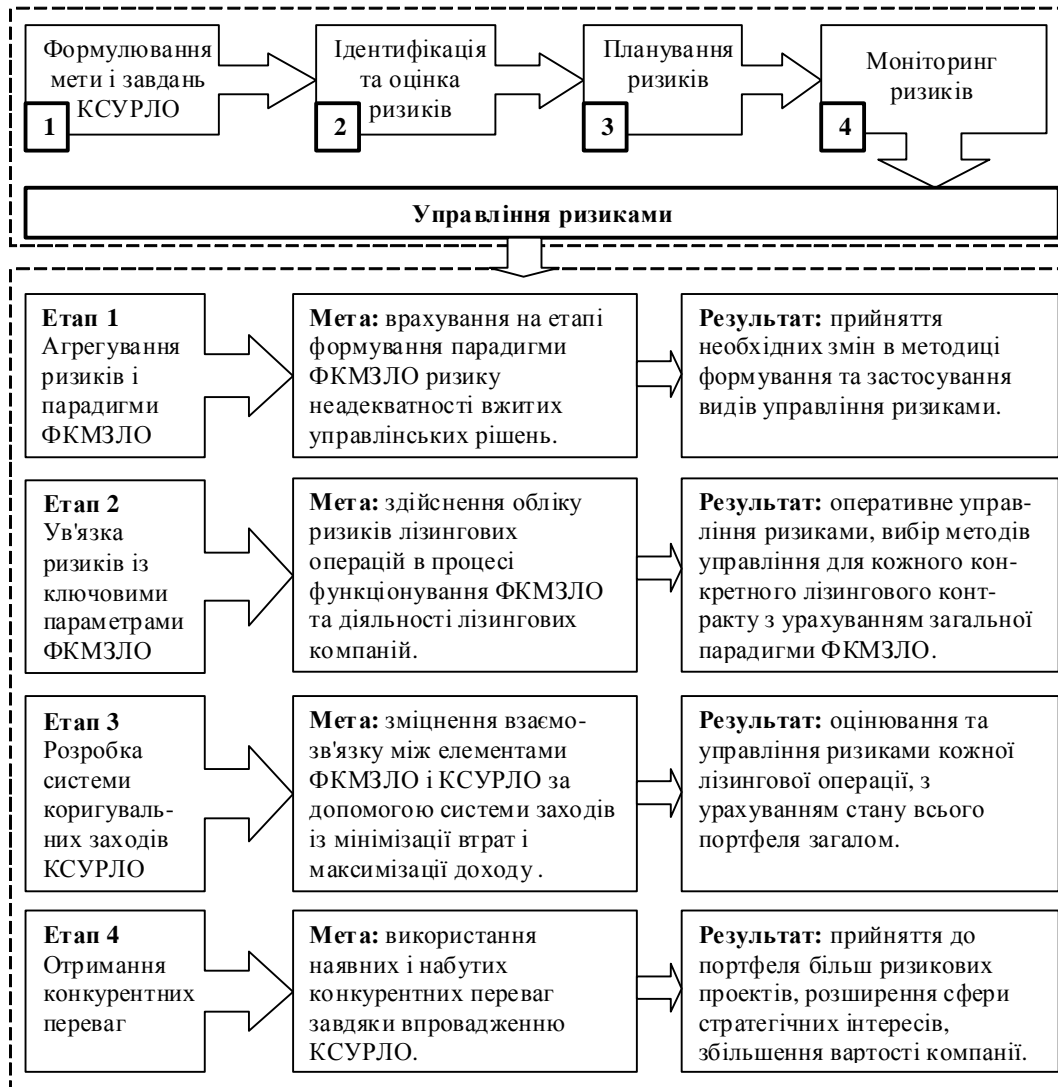 Формулювання
мети і завдань
КСУРЛО
1
Ідентифікація
та оцінка
ризиків
2
Планування
ризиків
3
Моніторинг
ризиків
4
Управління ризиками
Етап 1
Агрегування
ризиків і
парадигми
ФКМЗЛО
Мета: врахування на етапі
формування парадигми
ФКМЗЛО ризику
неадекватності вжитих
управлінських рішень.
Результат: прийняття
необхідних змін в методиці
формування та застосування
видів управління ризиками.
Етап 2
Ув'язка
ризиків із
ключовими
параметрами
ФКМЗЛО
Мета: здійснення обліку
ризиків лізингових
операцій в процесі
функціонування ФКМЗЛО
та діяльності лізингових
компаній.
Результат: оперативне управ-
ління ризиками, вибір методів
управління для кожного кон-
кретного лізингового конт-
ракту з урахуванням загальної
парадигми ФКМЗЛО.
Етап 3
Розробка
системи
коригуваль-
них заходів
КСУРЛО
Мета: зміцнення взаємо-
зв'язку між елементами
ФКМЗЛО і КСУРЛО за
допомогою системи заходів
із мінімізації втрат і
максимізації доходу .
Результат: оцінювання та
управління ризиками кожної
лізингової операції, з
урахуванням стану всього
портфеля загалом.
Етап 4
Отримання
конкурентних
переваг
Мета: використання
наявних і набутих
конкурентних переваг
завдяки впровадженню
КСУРЛО.
Результат: прийняття до
портфеля більш ризикових
проектів, розширення сфери
стратегічних інтересів,
збільшення вартості компанії.